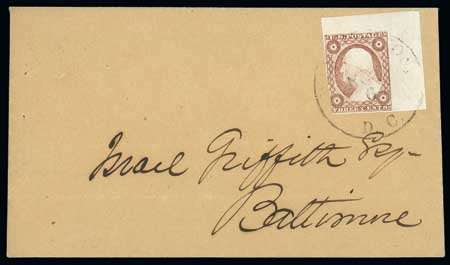 U.S. POSTAGE
THREE CENTS
D. C.
Israel Griffith Esq-
Baltimore